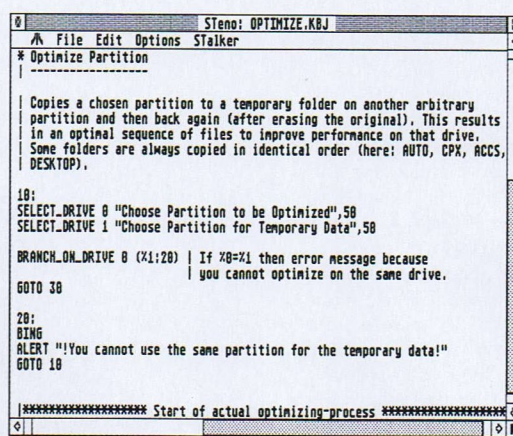 STeno: OPTIMIZE.KBJ
File Edit Options STalker
* Optimize Partition
| ------------------
| Copies a chosen partition to a temporary folder on another arbitrary
| partition and then back again (after erasing the original). This results
| in an optimal sequence of files to improve performance on that drive.
| Some folders are always copied in identical order (here: AUTO, CPX, ACCS,
| DESKTOP).
10:
SELECT_DRIVE 0 "Choose Partition to be Optimized",50
SELECT_DRIVE 1 "Choose Partition for Temporary Data",50
BRANCH_ON_DRIVE 0 (%1:20) | If %0=%1 then error message because
| you cannot optimize on the same drive.
GOTO 30
20:
BING
ALERT "!You cannot use the same partition for the temporary data!"
GOTO 10
|****************** Start of actual optimizing-process ******************